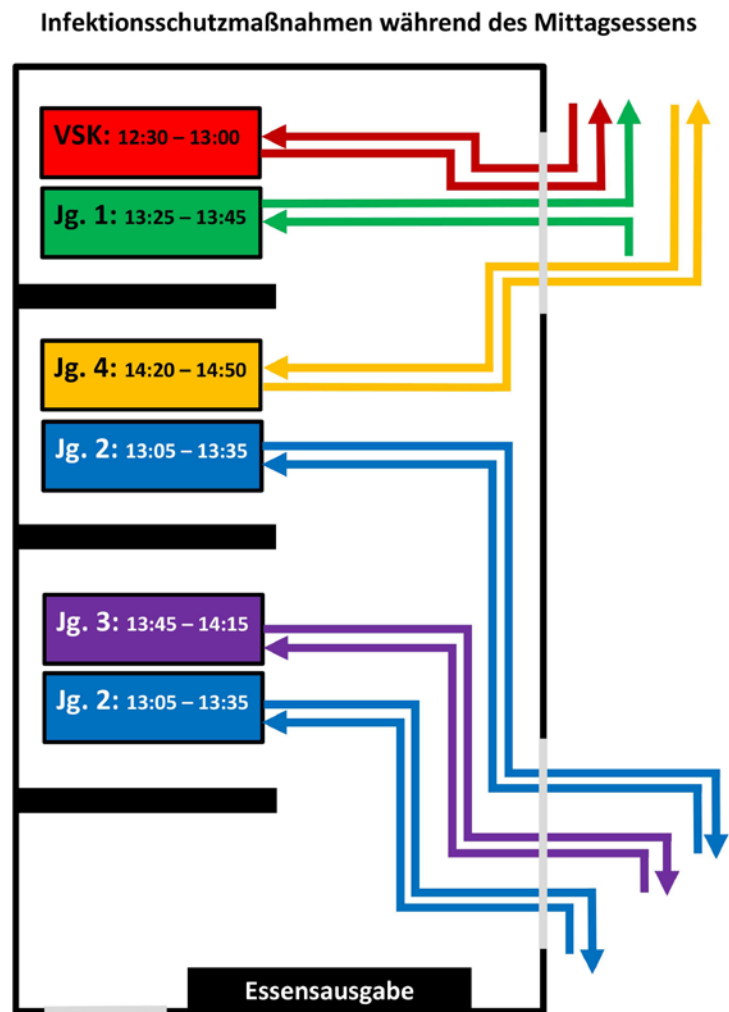 Infektionsschutzmaßnahmen während des Mittagsessens
VSK: 12:30 – 13:00
Jg. 1: 13:25 – 13:45
Jg. 4: 14:20 – 14:50
Jg. 2: 13:05 – 13:35
Jg. 3: 13:45 – 14:15
Jg. 2: 13:05 – 13:35
Essensausgabe